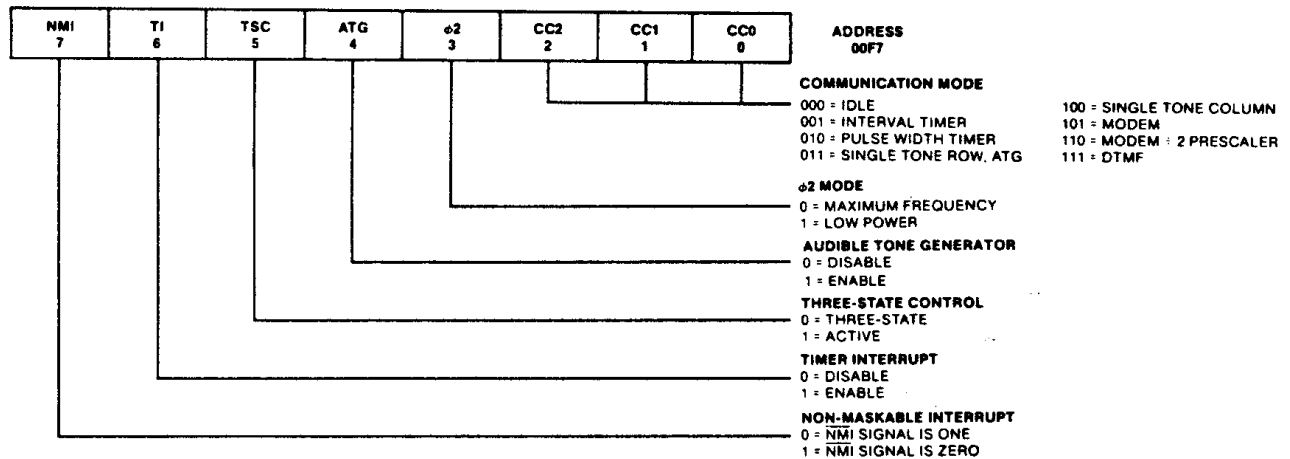 NMI TI TSC ATG ϕ2 CC2 CC1 CC0 ADDRESS
7 6 5 4 3 2 1 0 00F7
COMMUNICATION MODE
000 = IDLE 100 = SINGLE TONE COLUMN
001 = INTERVAL TIMER 101 = MODEM
010 = PULSE WIDTH TIMER 110 = MODEM ÷ 2 PRESCALER
011 = SINGLE TONE ROW, ATG 111 = DTMF
ϕ2 MODE
0 = MAXIMUM FREQUENCY
1 = LOW POWER
AUDIBLE TONE GENERATOR
0 = DISABLE
1 = ENABLE
THREE-STATE CONTROL
0 = THREE-STATE
1 = ACTIVE
TIMER INTERRUPT
0 = DISABLE
1 = ENABLE
NON-MASKABLE INTERRUPT
0 = N̅M̅I̅ SIGNAL IS ONE
1 = N̅M̅I̅ SIGNAL IS ZERO